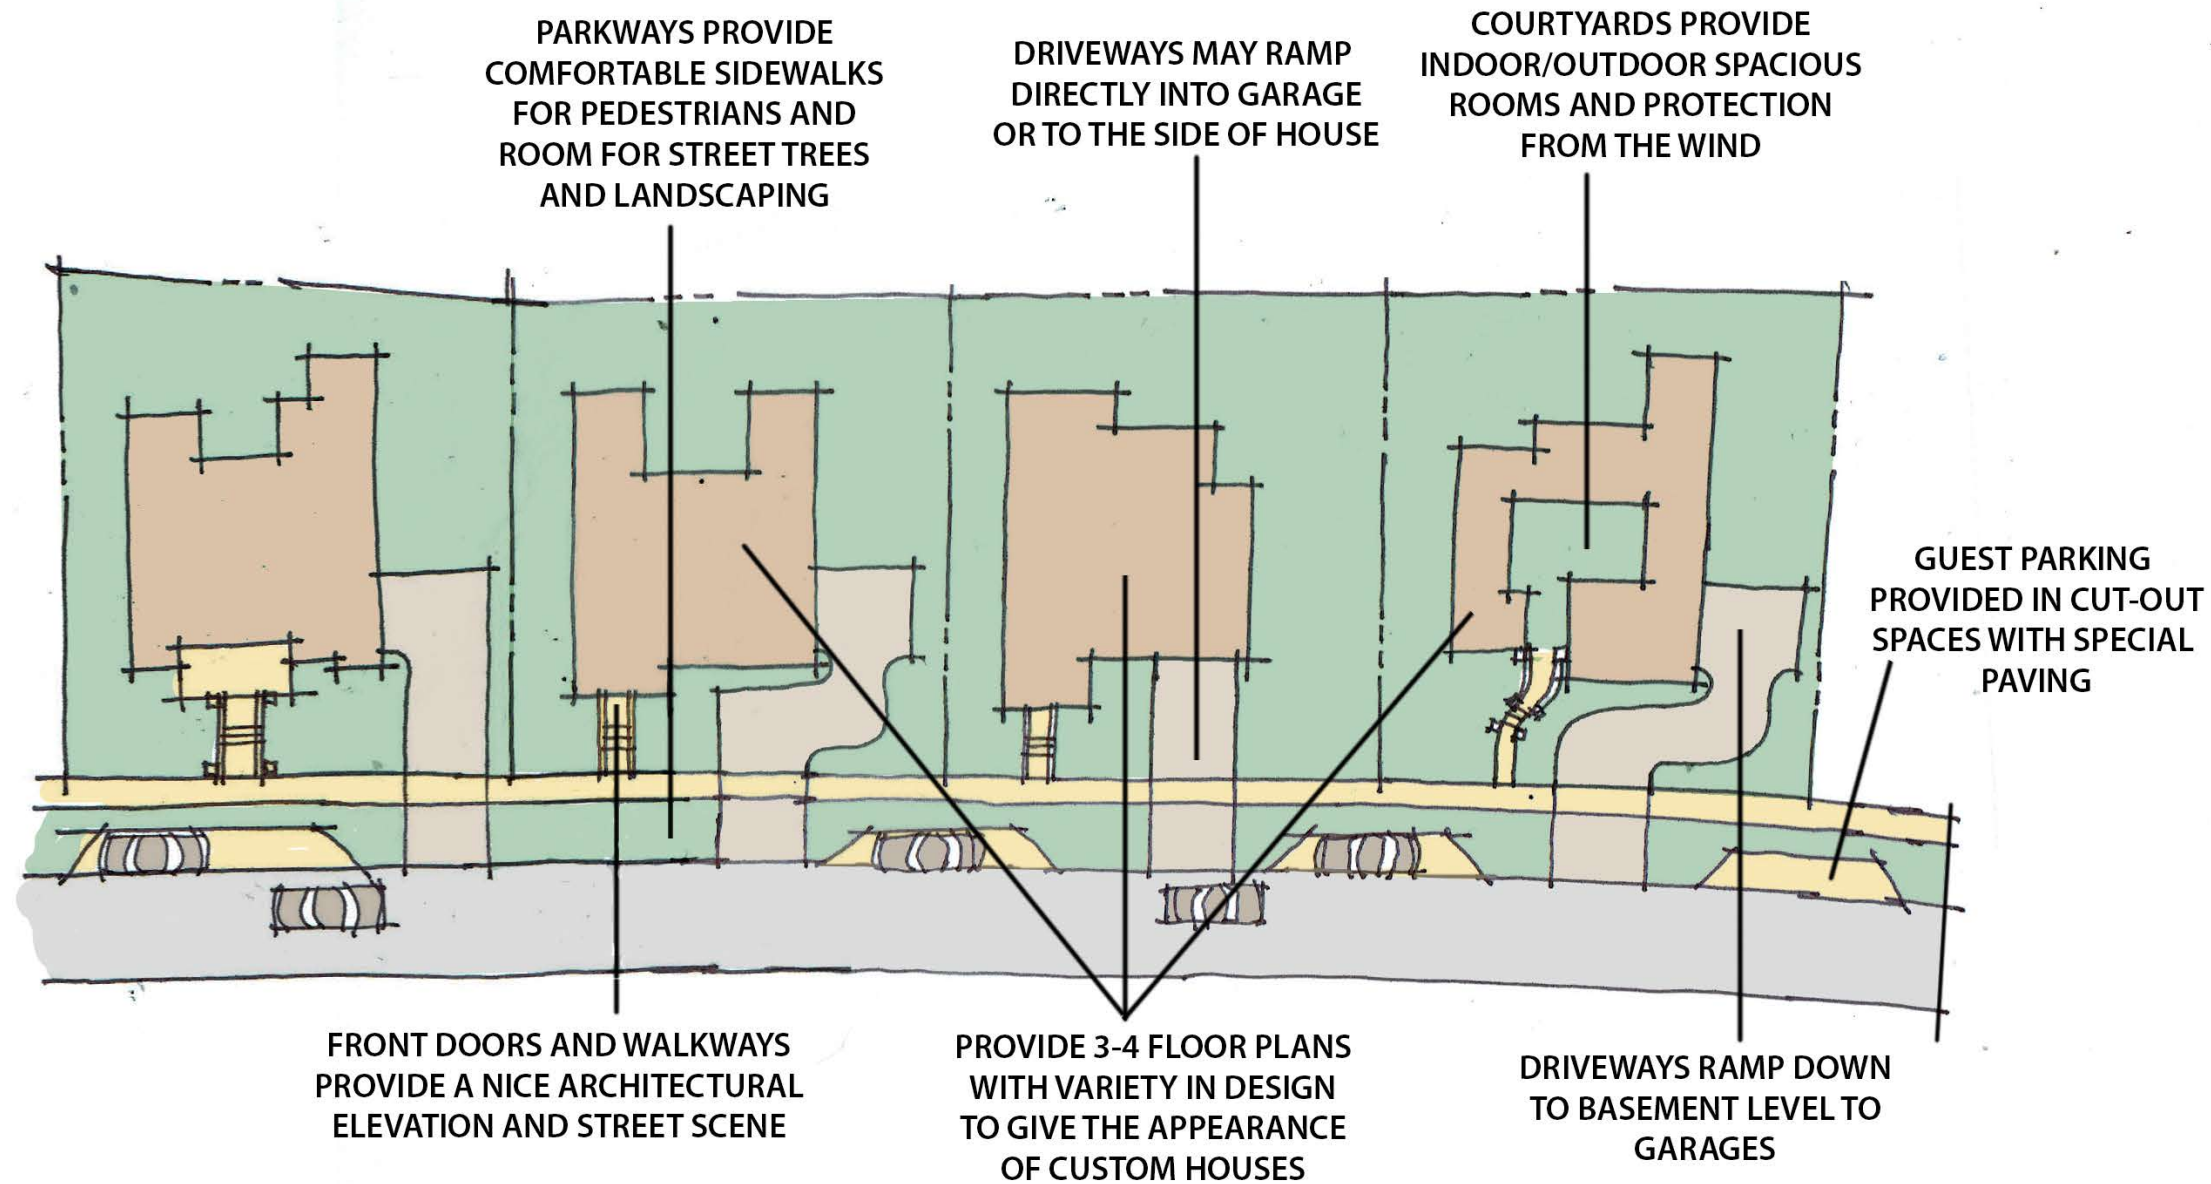 PARKWAYS PROVIDE
COMFORTABLE SIDEWALKS
FOR PEDESTRIANS AND
ROOM FOR STREET TREES
AND LANDSCAPING
DRIVEWAYS MAY RAMP
DIRECTLY INTO GARAGE
OR TO THE SIDE OF HOUSE
COURTYARDS PROVIDE
INDOOR/OUTDOOR SPACIOUS
ROOMS AND PROTECTION
FROM THE WIND
GUEST PARKING
PROVIDED IN CUT-OUT
SPACES WITH SPECIAL
PAVING
FRONT DOORS AND WALKWAYS
PROVIDE A NICE ARCHITECTURAL
ELEVATION AND STREET SCENE
PROVIDE 3-4 FLOOR PLANS
WITH VARIETY IN DESIGN
TO GIVE THE APPEARANCE
OF CUSTOM HOUSES
DRIVEWAYS RAMP DOWN
TO BASEMENT LEVEL TO
GARAGES